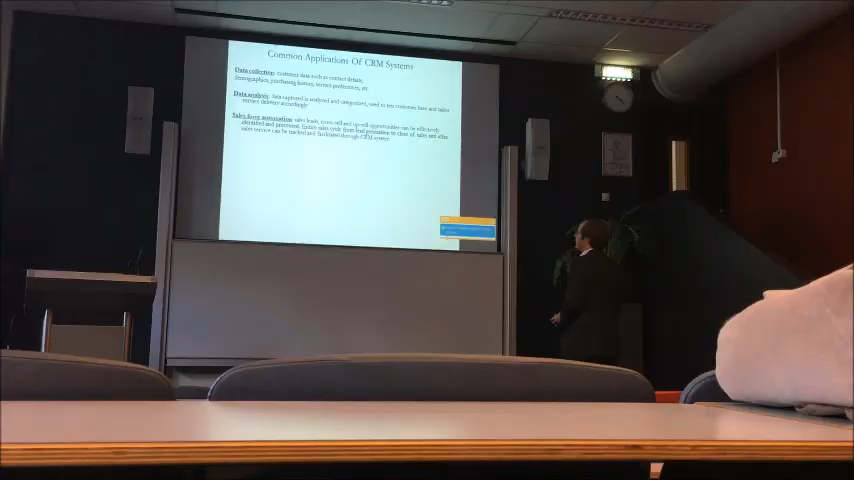 Common Applications Of CRM Systems
Data collection: customer data such as contact details,
demographics, purchasing history, service preferences, etc.
Data analysis: data captured is analyzed and categorized, used to tier customer base and tailor
service delivery accordingly
Sales force automation: sales leads, cross-sell and up-sell opportunities can be effectively
identified and processed. Entire sales cycle from lead generation to close of sales and after
sales service can be tracked and facilitated through CRM system